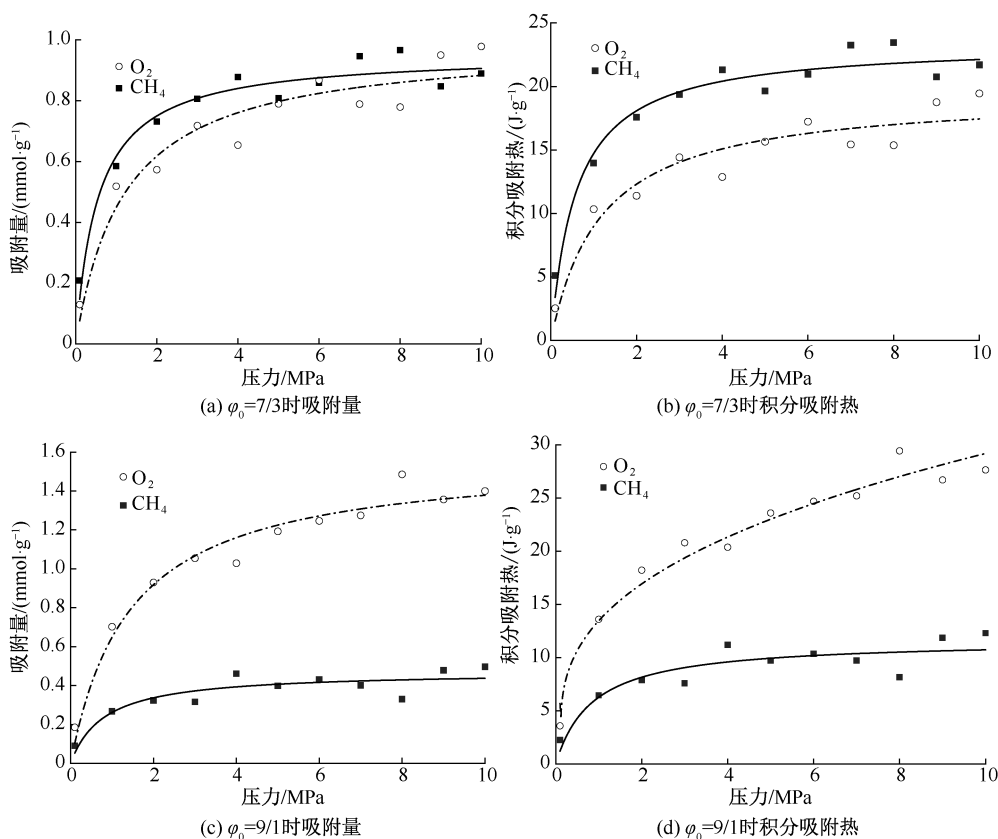 1.0
0.8
0.6
0.4
0.2
0
吸附量/(mmol·g⁻¹)
O₂
CH₄
0 2 4 6 8 10
压力/MPa
(a) φ₀=7/3时吸附量
25
20
15
10
5
0
积分吸附热/(J·g⁻¹)
O₂
CH₄
0 2 4 6 8 10
压力/MPa
(b) φ₀=7/3时积分吸附热
1.6
1.4
1.2
1.0
0.8
0.6
0.4
0.2
0
吸附量/(mmol·g⁻¹)
O₂
CH₄
0 2 4 6 8 10
压力/MPa
(c) φ₀=9/1时吸附量
30
25
20
15
10
5
0
积分吸附热/(J·g⁻¹)
O₂
CH₄
0 2 4 6 8 10
压力/MPa
(d) φ₀=9/1时积分吸附热